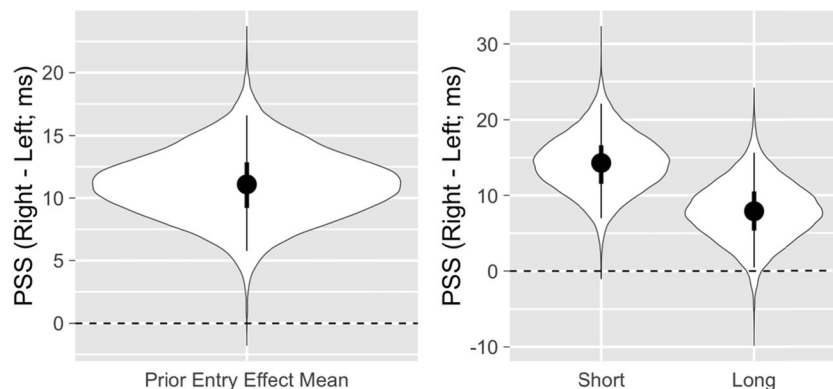 PSS (Right - Left; ms)
20
15
10
5
0
Prior Entry Effect Mean
PSS (Right - Left; ms)
30
20
10
0
-10
Short Long